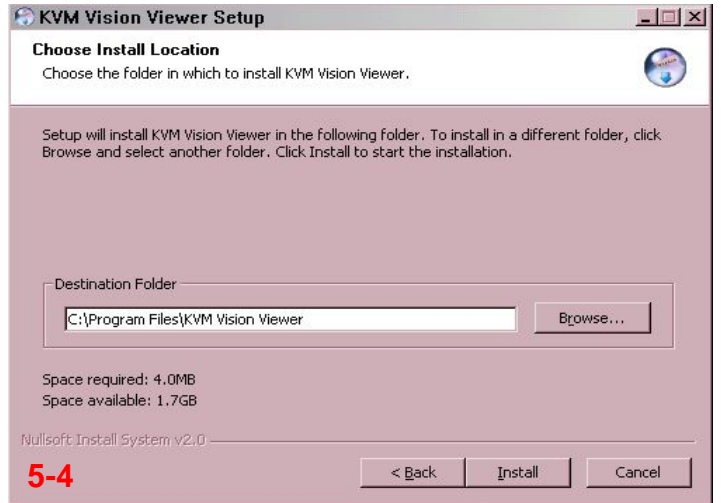 KVM Vision Viewer Setup
Choose Install Location
Choose the folder in which to install KVM Vision Viewer.
Setup will install KVM Vision Viewer in the following folder. To install in a different folder, click
Browse and select another folder. Click Install to start the installation.
Destination Folder
C:\Program Files\KVM Vision Viewer
Browse...
Space required: 4.0MB
Space available: 1.7GB
Nullsoft Install System v2.0
5-4
< Back
Install
Cancel